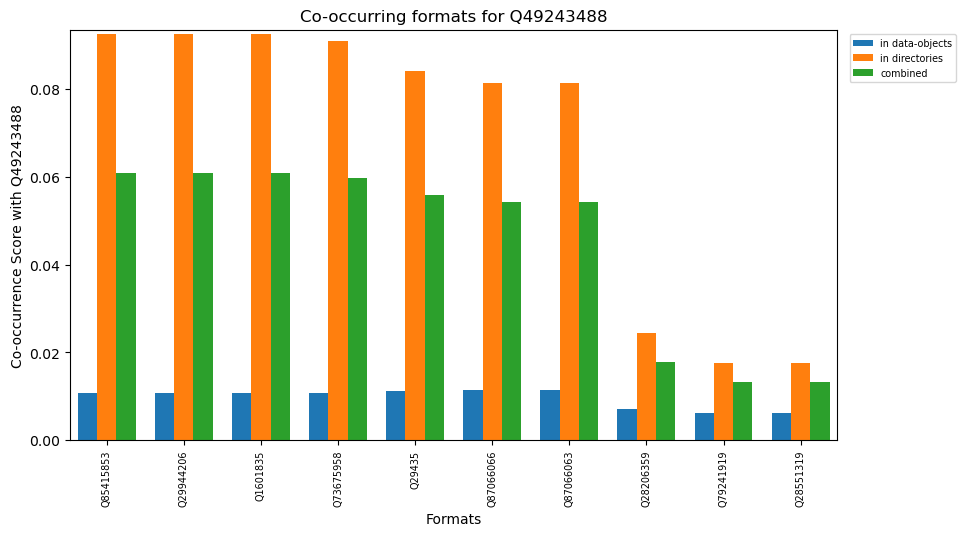 Co-occurring formats for Q49243488
in data-objects
in directories
combined
Co-occurrence Score with Q49243488
0.08
0.06
0.04
0.02
0.00
Q85415853
Q29944206
Q1601835
Q73675958
Q29435
Q87066066
Q87066063
Q28206359
Q79241919
Q28551319
Formats